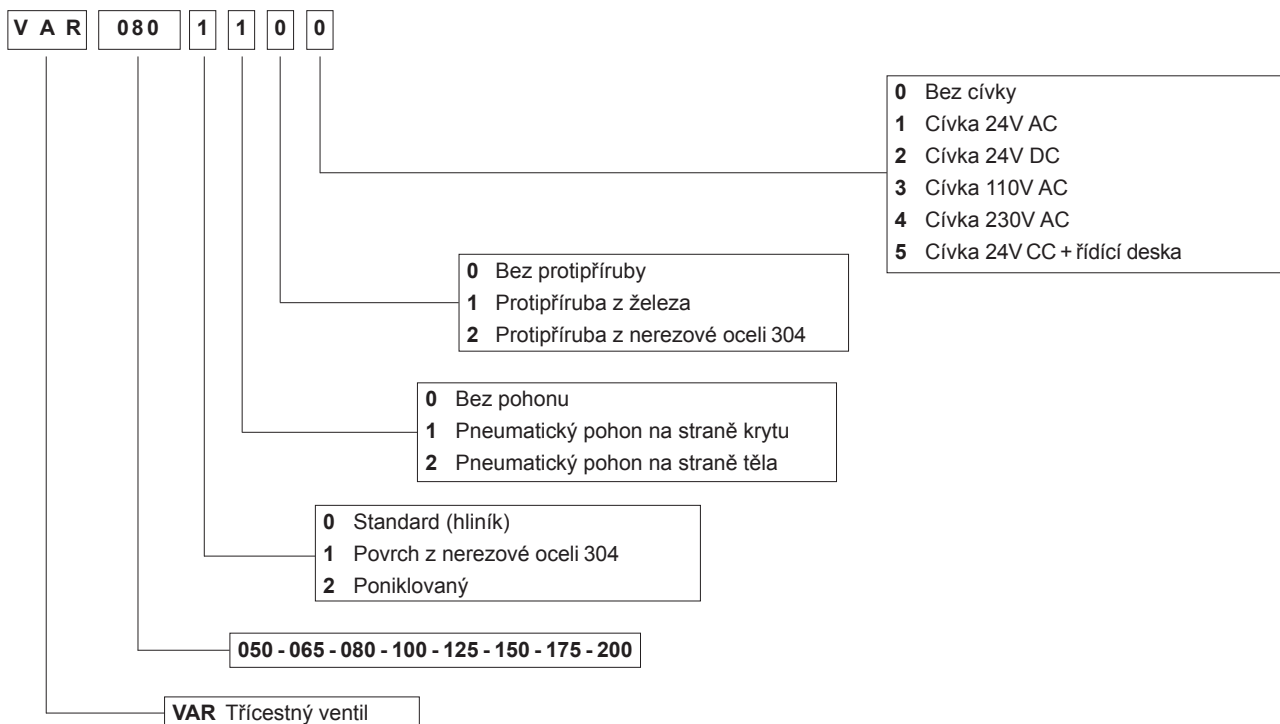 VAR 080 1 1 0 0
0 Bez cívky
1 Cívka 24V AC
2 Cívka 24V DC
3 Cívka 110V AC
4 Cívka 230V AC
5 Cívka 24V CC + řídící deska
0 Bez protipříruby
1 Protipříruba z železa
2 Protipříruba z nerezové oceli 304
0 Bez pohonu
1 Pneumatický pohon na straně krytu
2 Pneumatický pohon na straně těla
0 Standard (hliník)
1 Povrch z nerezové oceli 304
2 Poniklovaný
050 - 065 - 080 - 100 - 125 - 150 - 175 - 200
VAR Třícestný ventil